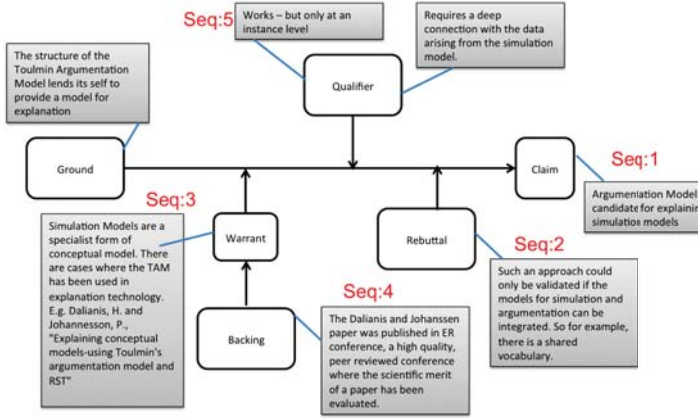 Seq:5
Works – but only at an
instance level
Requires a deep
connection with the data
arising from the simulation
model.
The structure of the
Toulmin Argumentation
Model lends its self to
provide a model for
explanation
Qualifier
Ground
Claim
Seq:1
Argumentation Model
candidate for explainin
simulation models
Seq:3
Simulation Models are a
specialist form of
conceptual model. There
are cases where the TAM
has been used in
explanation technology.
E.g. Dalianis, H. and
Johannesson, P.,
"Explaining conceptual
models-using Toulmin's
argumentation model and
RST"
Warrant
Rebuttal
Seq:2
Such an approach could
only be validated if the
models for simulation and
argumentation can be
integrated. So for example,
there is a shared
vocabulary.
Seq:4
Backing
The Dalianis and Johanssen
paper was published in ER
conference, a high quality,
peer reviewed conference
where the scientific merit
of a paper has been
evaluated.